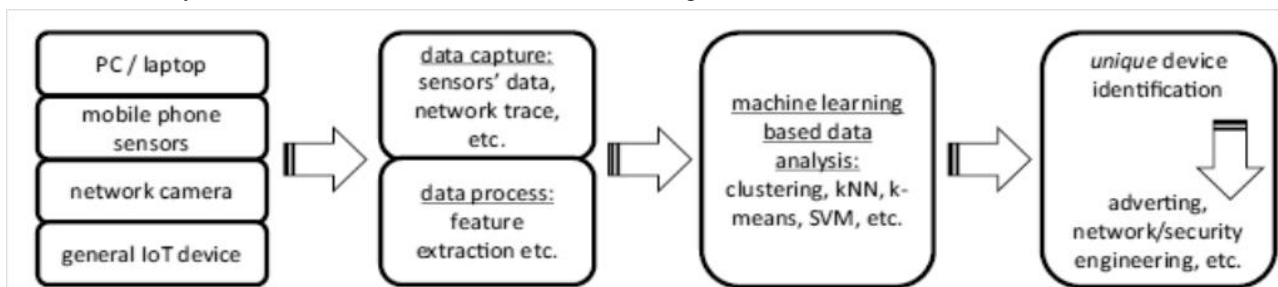 PC / laptop
mobile phone
sensors
network camera
general IoT device
data capture:
sensors' data,
network trace,
etc.
data process:
feature
extraction etc.
machine learning
based data
analysis:
clustering, kNN, k-
means, SVM, etc.
unique device
identification
adverting,
network/security
engineering, etc.